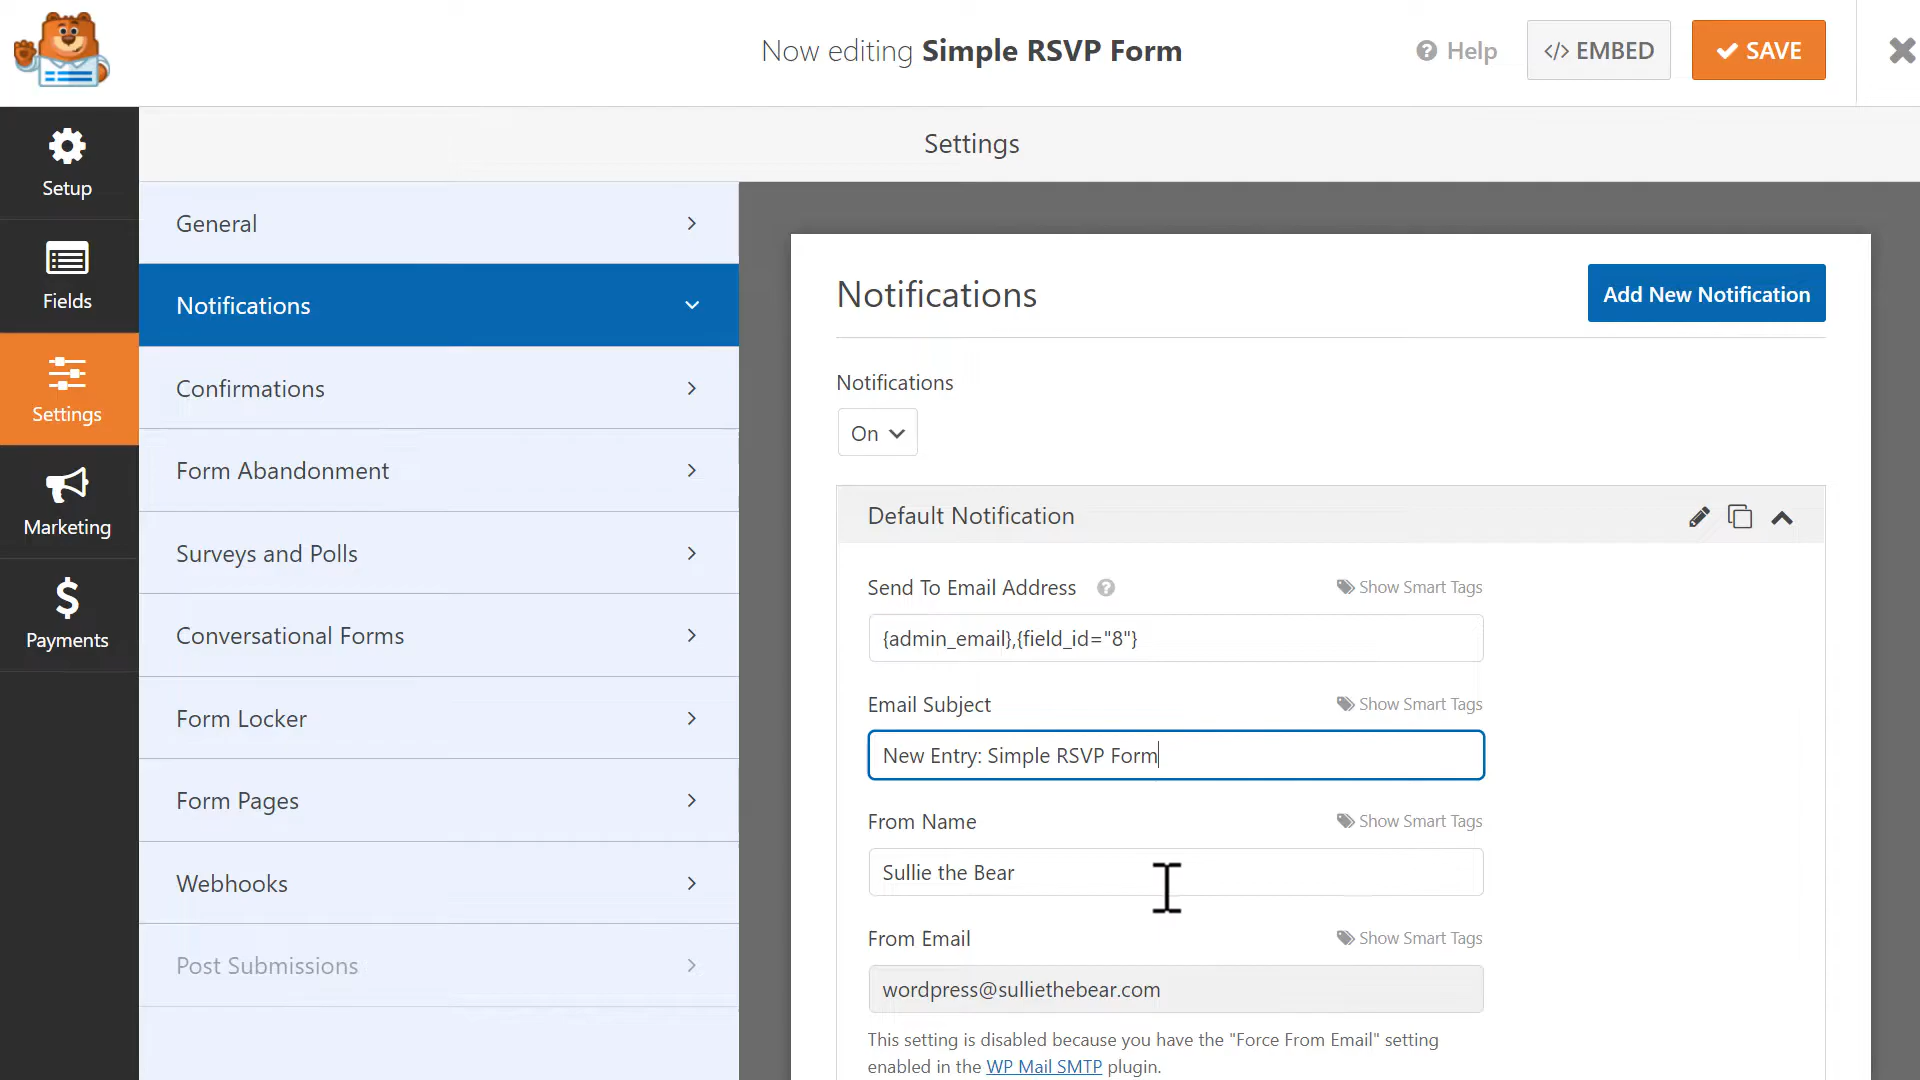 Now editing Simple RSVP Form
Help
</> EMBED
SAVE
Setup
Fields
Settings
Marketing
Payments
Settings
General
Notifications
Confirmations
Form Abandonment
Surveys and Polls
Conversational Forms
Form Locker
Form Pages
Webhooks
Post Submissions
Notifications
Add New Notification
Notifications
On
Default Notification
Send To Email Address
Show Smart Tags
{admin_email},{field_id="8"}
Email Subject
Show Smart Tags
New Entry: Simple RSVP Form
From Name
Show Smart Tags
Sullie the Bear
From Email
Show Smart Tags
wordpress@sulliethebear.com
This setting is disabled because you have the "Force From Email" setting
enabled in the WP Mail SMTP plugin.